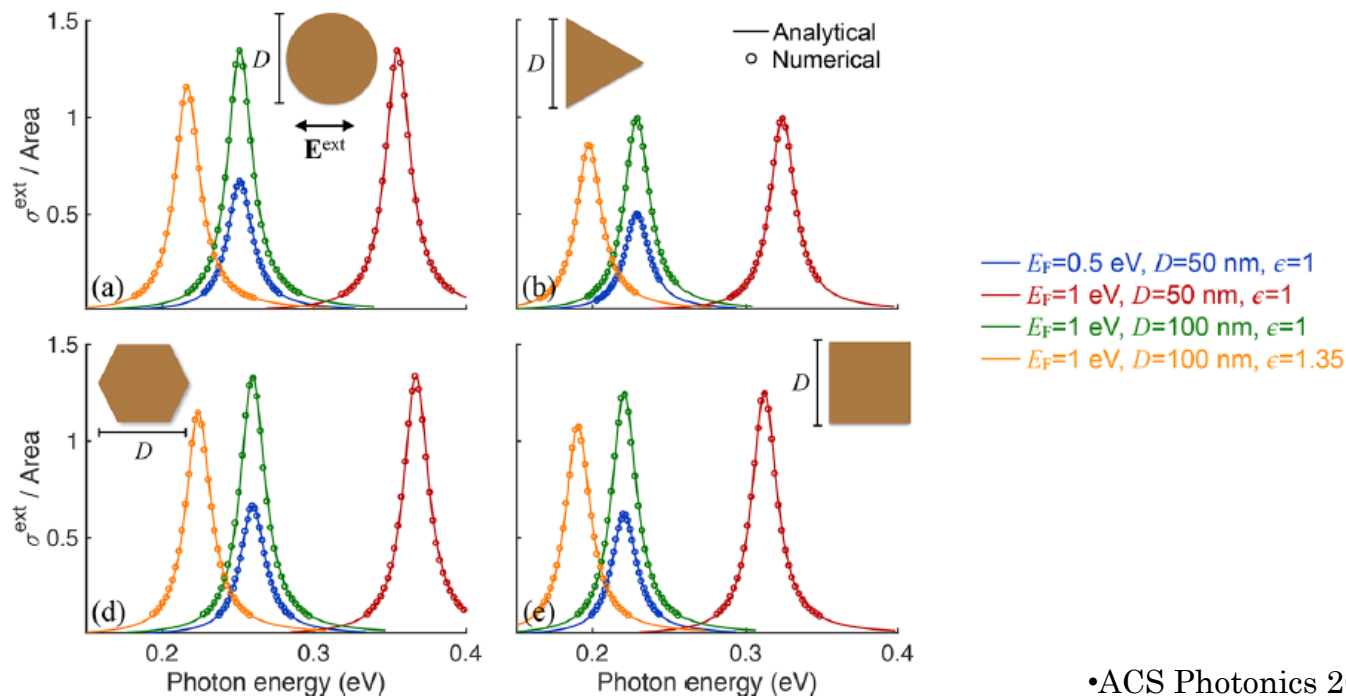 1.5
1
0.5
σ^ext / Area
D
E^ext
(a)
D
Analytical
Numerical
(b)
E_F=0.5 eV, D=50 nm, ϵ=1
E_F=1 eV, D=50 nm, ϵ=1
E_F=1 eV, D=100 nm, ϵ=1
E_F=1 eV, D=100 nm, ϵ=1.35
1.5
1
0.5
σ^ext / Area
D
(d)
0.2 0.3 0.4
Photon energy (eV)
D
(e)
0.2 0.3 0.4
Photon energy (eV)
•ACS Photonics